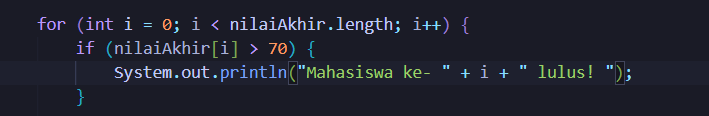 for (int i = 0; i < nilaiAkhir.length; i++) {
if (nilaiAkhir[i] > 70) {
System.out.println("Mahasiswa ke- " + i + " lulus! ");
}